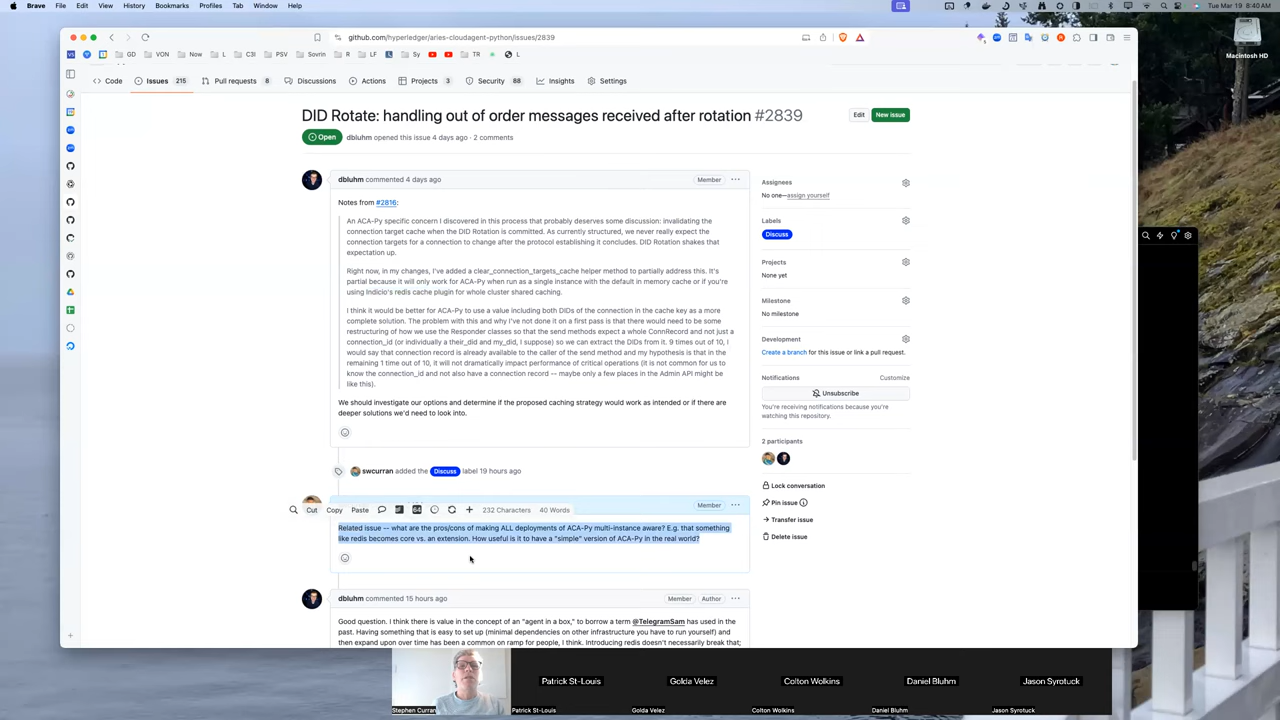 Brave File Edit View History Bookmarks Profiles Tab Window Help
Tue Mar 19 8:40 AM
github.com/hyperledger/aries-cloudagent-python/issues/2839
GD VON Now L C3I PSV Sovrin R LF Sy TR L
Macintosh HD
Code Issues 215 Pull requests 8 Discussions Actions Projects 3 Security 88 Insights Settings
DID Rotate: handling out of order messages received after rotation #2839
Edit New issue
Open dbluhm opened this issue 4 days ago · 2 comments
dbluhm commented 4 days ago
Member ···
Notes from #2816:
An ACA-Py specific concern I discovered in this process that probably deserves some discussion: invalidating the
connection target cache when the DID Rotation is committed. As currently structured, we never really expect the
connection targets for a connection to change after the protocol establishing it concludes. DID Rotation shakes that
expectation up.
Right now, in my changes, I've added a clear_connection_targets_cache helper method to partially address this. It's
partial because it will only work for ACA-Py when run as a single instance with the default in memory cache or if you're
using Indicio's redis cache plugin for whole cluster shared caching.
I think it would be better for ACA-Py to use a value including both DIDs of the connection in the cache key as a more
complete solution. The problem with this and why I've not done it on a first pass is that there would need to be some
restructuring of how we use the Responder classes so that the send methods expect a whole ConnRecord and not just a
connection_id (or individually a their_did and my_did, I suppose) so we can extract the DIDs from it. 9 times out of 10, I
would say that connection record is already available to the caller of the send method and my hypothesis is that in the
remaining 1 time out of 10, it will not dramatically impact performance of critical operations (it is not common for us to
know the connection_id and not also have a connection record -- maybe only a few places in the Admin API might be
like this).
We should investigate our options and determine if the proposed caching strategy would work as intended or if there are
deeper solutions we'd need to look into.
swcurran added the Discuss label 19 hours ago
Member ···
Cut Copy Paste 232 Characters 40 Words
Related issue -- what are the pros/cons of making ALL deployments of ACA-Py multi-instance aware? E.g. that something
like redis becomes core vs. an extension. How useful is it to have a "simple" version of ACA-Py in the real world?
dbluhm commented 15 hours ago
Member Author ···
Good question. I think there is value in the concept of an "agent in a box," to borrow a term @TelegramSam has used in the
past. Having something that is easy to set up (minimal dependencies on other infrastructure you have to run yourself) and
then expand upon over time has been a common on ramp for people, I think. Introducing redis doesn't necessarily break that;
Assignees
No one—assign yourself
Labels
Discuss
Projects
None yet
Milestone
No milestone
Development
Create a branch for this issue or link a pull request.
Notifications Customize
Unsubscribe
You're receiving notifications because you're
watching this repository.
2 participants
Lock conversation
Pin issue
Transfer issue
Delete issue
Patrick St-Louis Golda Velez Colton Wolkins Daniel Bluhm Jason Syrotuck
Stephen Curran Patrick St-Louis Golda Velez Colton Wolkins Daniel Bluhm Jason Syrotuck